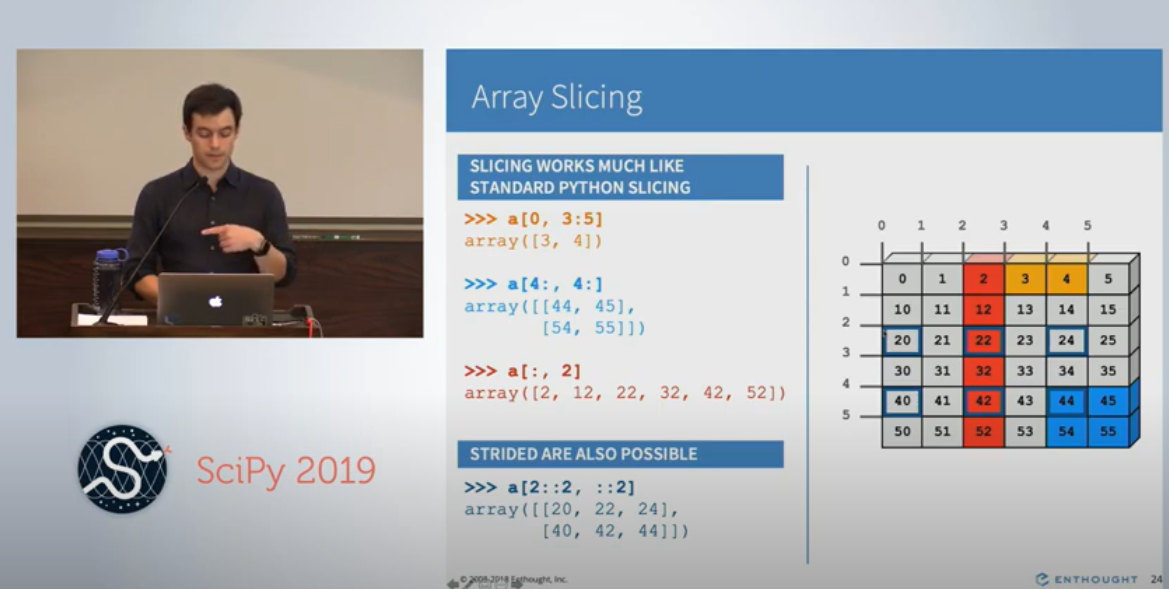 Array Slicing
SLICING WORKS MUCH LIKE
STANDARD PYTHON SLICING
>>> a[0, 3:5]
array([3, 4])
>>> a[4:, 4:]
array([[44, 45],
[54, 55]])
>>> a[:, 2]
array([2, 12, 22, 32, 42, 52])
STRIDED ARE ALSO POSSIBLE
>>> a[2::2, ::2]
array([[20, 22, 24],
[40, 42, 44]])
0 1 2 3 4 5
0
1
2
3
4
5
0 1 2 3 4 5
10 11 12 13 14 15
20 21 22 23 24 25
30 31 32 33 34 35
40 41 42 43 44 45
50 51 52 53 54 55
SciPy 2019
© 2008-2018 Enthought, Inc.
ENTHOUGHT 24